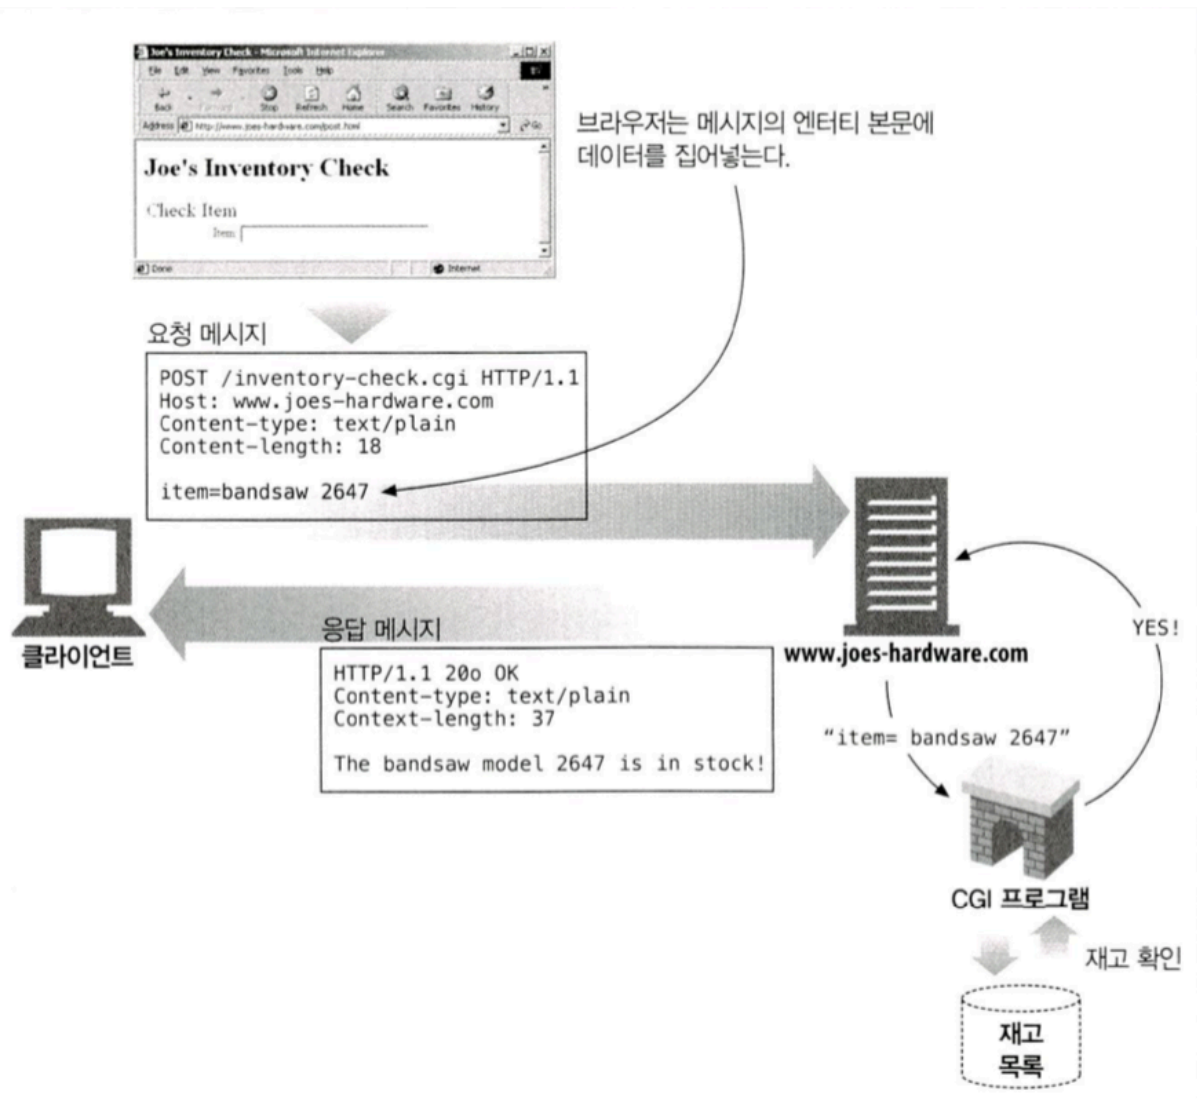 Joe's Inventory Check - Microsoft Internet Explorer
File Edit View Favorites Tools Help
Back Forward Stop Refresh Home Search Favorites History
Address http://www.joes-hardware.com/post.html Go
Joe's Inventory Check
Check Item
Item
Done Internet
브라우저는 메시지의 엔터티 본문에
데이터를 집어넣는다.
요청 메시지
POST /inventory-check.cgi HTTP/1.1
Host: www.joes-hardware.com
Content-type: text/plain
Content-length: 18
item=bandsaw 2647
클라이언트
응답 메시지
HTTP/1.1 20o OK
Content-type: text/plain
Context-length: 37
The bandsaw model 2647 is in stock!
www.joes-hardware.com
YES!
“item= bandsaw 2647”
CGI 프로그램
재고 확인
재고
목록